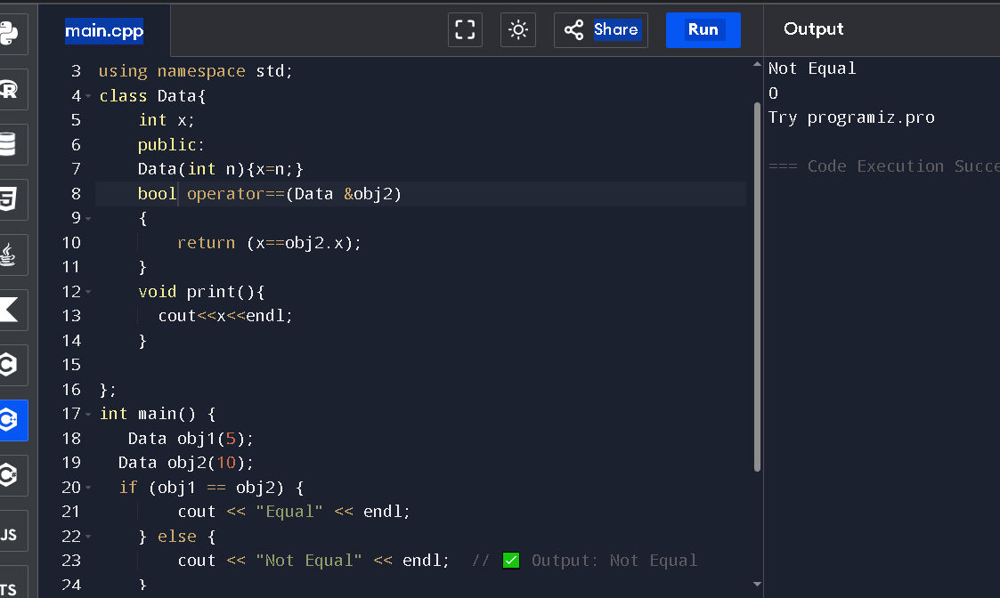 main.cpp
Share
Run
Output
3 using namespace std;
4 class Data{
5 int x;
6 public:
7 Data(int n){x=n;}
8 bool operator==(Data &obj2)
9 {
10 return (x==obj2.x);
11 }
12 void print(){
13 cout<<x<<endl;
14 }
15
16 };
17 int main() {
18 Data obj1(5);
19 Data obj2(10);
20 if (obj1 == obj2) {
21 cout << "Equal" << endl;
22 } else {
23 cout << "Not Equal" << endl; // ✅ Output: Not Equal
24 }
Not Equal
0
Try programiz.pro
=== Code Execution Succe
R
5
C
C
JS
TS